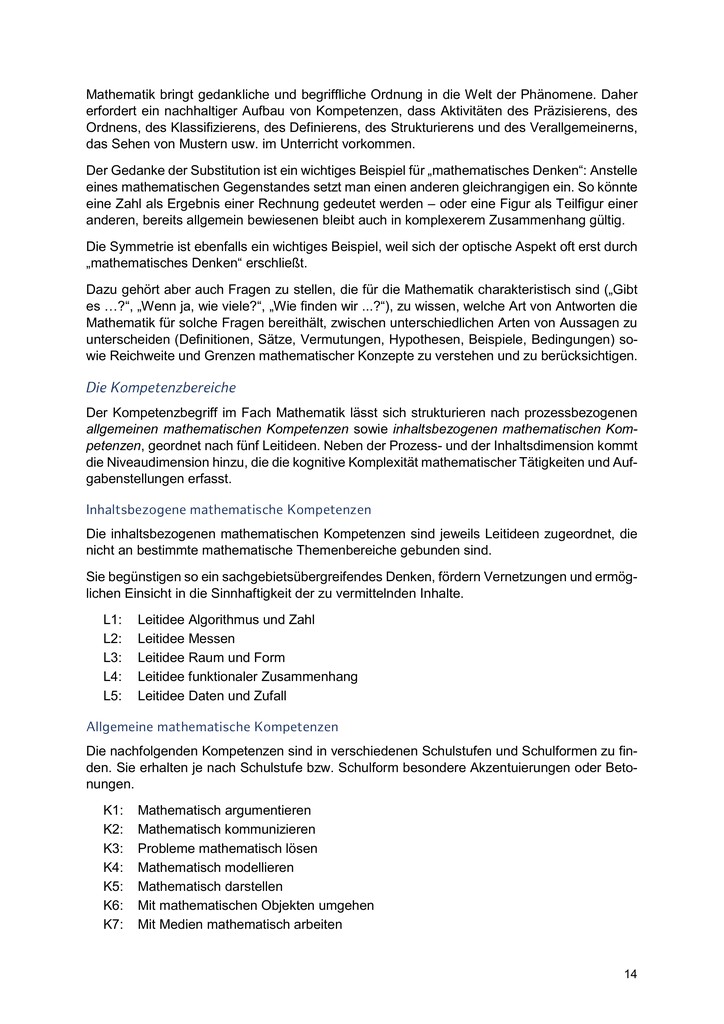 Mathematik bringt gedankliche und begriffliche Ordnung in die Welt der Phänomene. Daher
erfordert ein nachhaltiger Aufbau von Kompetenzen, dass Aktivitäten des Präzisierens, des
Ordnens, des Klassifizierens, des Definierens, des Strukturierens und des Verallgemeinerns,
das Sehen von Mustern usw. im Unterricht vorkommen.
Der Gedanke der Substitution ist ein wichtiges Beispiel für „mathematisches Denken“: Anstelle
eines mathematischen Gegenstandes setzt man einen anderen gleichrangigen ein. So könnte
eine Zahl als Ergebnis einer Rechnung gedeutet werden – oder eine Figur als Teilfigur einer
anderen, bereits allgemein bewiesenen bleibt auch in komplexerem Zusammenhang gültig.
Die Symmetrie ist ebenfalls ein wichtiges Beispiel, weil sich der optische Aspekt oft erst durch
„mathematisches Denken“ erschließt.
Dazu gehört aber auch Fragen zu stellen, die für die Mathematik charakteristisch sind („Gibt
es …?“, „Wenn ja, wie viele?“, „Wie finden wir ...?“), zu wissen, welche Art von Antworten die
Mathematik für solche Fragen bereithält, zwischen unterschiedlichen Arten von Aussagen zu
unterscheiden (Definitionen, Sätze, Vermutungen, Hypothesen, Beispiele, Bedingungen) so-
wie Reichweite und Grenzen mathematischer Konzepte zu verstehen und zu berücksichtigen.
Die Kompetenzbereiche
Der Kompetenzbegriff im Fach Mathematik lässt sich strukturieren nach prozessbezogenen
allgemeinen mathematischen Kompetenzen sowie inhaltsbezogenen mathematischen Kom-
petenzen, geordnet nach fünf Leitideen. Neben der Prozess- und der Inhaltsdimension kommt
die Niveaudimension hinzu, die die kognitive Komplexität mathematischer Tätigkeiten und Auf-
gabenstellungen erfasst.
Inhaltsbezogene mathematische Kompetenzen
Die inhaltsbezogenen mathematischen Kompetenzen sind jeweils Leitideen zugeordnet, die
nicht an bestimmte mathematische Themenbereiche gebunden sind.
Sie begünstigen so ein sachgebietsübergreifendes Denken, fördern Vernetzungen und ermög-
lichen Einsicht in die Sinnhaftigkeit der zu vermittelnden Inhalte.
L1: Leitidee Algorithmus und Zahl
L2: Leitidee Messen
L3: Leitidee Raum und Form
L4: Leitidee funktionaler Zusammenhang
L5: Leitidee Daten und Zufall
Allgemeine mathematische Kompetenzen
Die nachfolgenden Kompetenzen sind in verschiedenen Schulstufen und Schulformen zu fin-
den. Sie erhalten je nach Schulstufe bzw. Schulform besondere Akzentuierungen oder Beto-
nungen.
K1: Mathematisch argumentieren
K2: Mathematisch kommunizieren
K3: Probleme mathematisch lösen
K4: Mathematisch modellieren
K5: Mathematisch darstellen
K6: Mit mathematischen Objekten umgehen
K7: Mit Medien mathematisch arbeiten
14